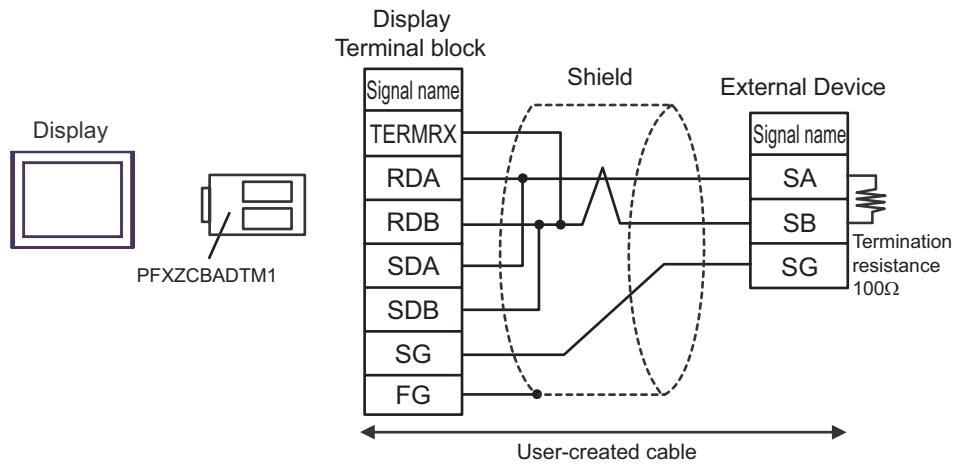 Display
Terminal block
Shield
External Device
Display
PFXZCBADTM1
Signal name
TERMRX
RDA
RDB
SDA
SDB
SG
FG
Signal name
SA
SB
SG
Termination
resistance
100Ω
User-created cable